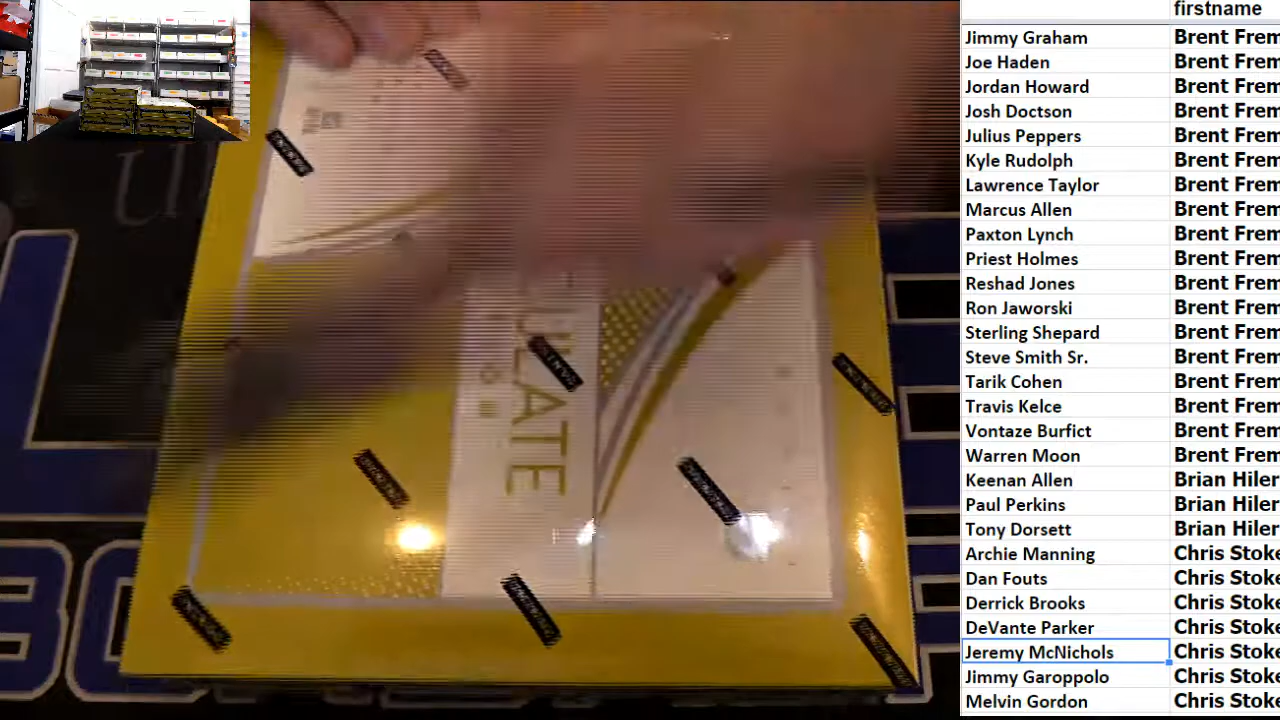 firstname
Jimmy Graham Brent Frem
Joe Haden Brent Frem
Jordan Howard Brent Frem
Josh Doctson Brent Frem
Julius Peppers Brent Frem
Kyle Rudolph Brent Frem
Lawrence Taylor Brent Frem
Marcus Allen Brent Frem
Paxton Lynch Brent Frem
Priest Holmes Brent Frem
Reshad Jones Brent Frem
Ron Jaworski Brent Frem
Sterling Shepard Brent Frem
Steve Smith Sr. Brent Frem
Tarik Cohen Brent Frem
Travis Kelce Brent Frem
Vontaze Burfict Brent Frem
Warren Moon Brent Frem
Keenan Allen Brian Hiler
Paul Perkins Brian Hiler
Tony Dorsett Brian Hiler
Archie Manning Chris Stoke
Dan Fouts Chris Stoke
Derrick Brooks Chris Stoke
DeVante Parker Chris Stoke
Jeremy McNichols Chris Stoke
Jimmy Garoppolo Chris Stoke
Melvin Gordon Chris Stoke
LATE